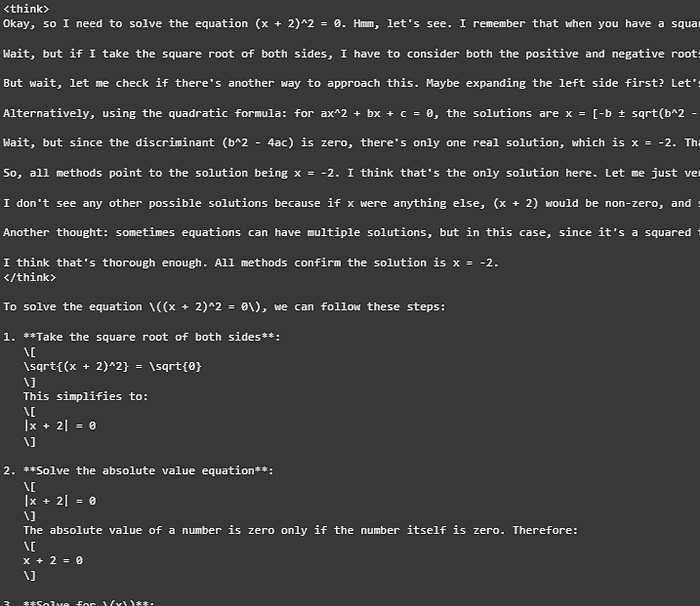 <think>
Okay, so I need to solve the equation (x + 2)^2 = 0. Hmm, let's see. I remember that when you have a
Wait, but if I take the square root of both sides, I have to consider both the positive and negative
But wait, let me check if there's another way to approach this. Maybe expanding the left side first?
Alternatively, using the quadratic formula: for ax^2 + bx + c = 0, the solutions are x = [-b ± sqrt(b^2 -
Wait, but since the discriminant (b^2 - 4ac) is zero, there's only one real solution, which is x = -2.
So, all methods point to the solution being x = -2. I think that's the only solution here. Let me just
I don't see any other possible solutions because if x were anything else, (x + 2) would be non-zero, and
Another thought: sometimes equations can have multiple solutions, but in this case, since it's a squared
I think that's thorough enough. All methods confirm the solution is x = -2.
</think>
To solve the equation \((x + 2)^2 = 0\), we can follow these steps:
1. **Take the square root of both sides**:
\[
\sqrt{(x + 2)^2} = \sqrt{0}
\]
This simplifies to:
\[
|x + 2| = 0
\]
2. **Solve the absolute value equation**:
\[
|x + 2| = 0
\]
The absolute value of a number is zero only if the number itself is zero. Therefore:
\[
x + 2 = 0
\]
3. **Solve for \(x\)**: